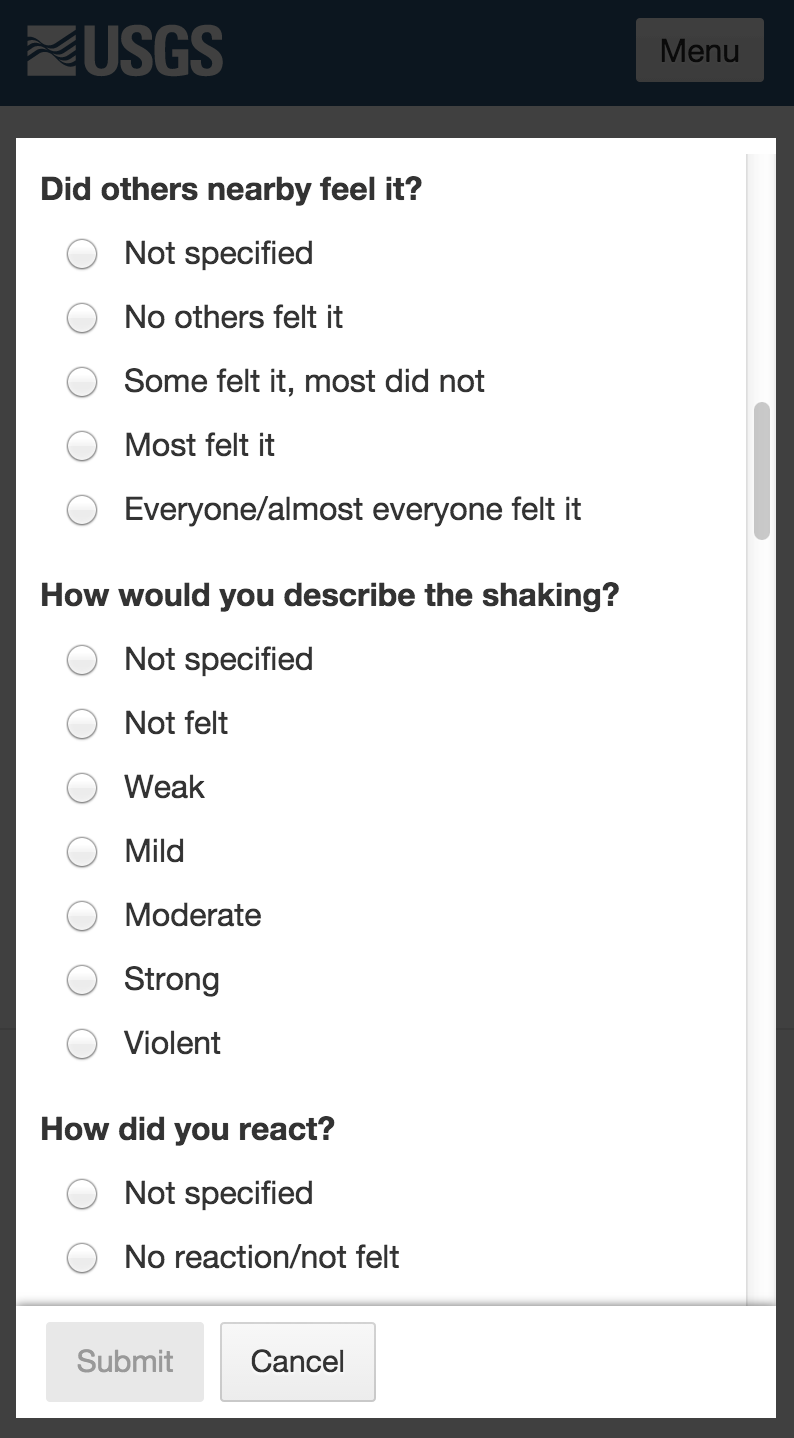 USGS
Menu
Did others nearby feel it?
Not specified
No others felt it
Some felt it, most did not
Most felt it
Everyone/almost everyone felt it
How would you describe the shaking?
Not specified
Not felt
Weak
Mild
Moderate
Strong
Violent
How did you react?
Not specified
No reaction/not felt
Submit
Cancel